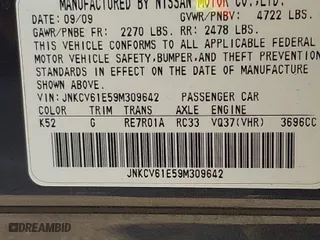 MANUFACTURED BY NISSAN MOTOR CO.,LTD.
DATE 09/09 GVWR/PNBV: 4722 LBS.
GAWR/PNBE FR: 2270 LBS. RR: 2478 LBS.
THIS VEHICLE CONFORMS TO ALL APPLICABLE FEDERAL
MOTOR VEHICLE SAFETY,BUMPER,AND THEFT PREVENTION
STANDARDS IN EFFECT ON THE DATE OF MANUFACTURE
SHOWN ABOVE.
VIN: JNKCV61E59M309642 PASSENGER CAR
COLOR TRIM TRANS AXLE ENGINE
K52 G RE7R01A RC33 VQ37(VHR) 3696CC
JNKCV61E59M309642
DREAMBID